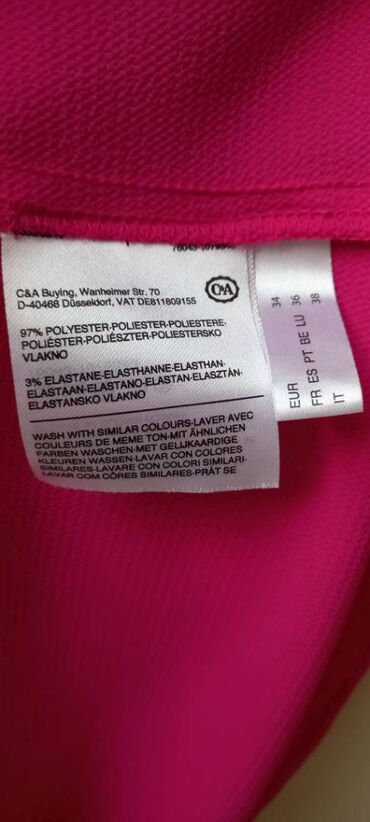 C&A Buying, Wanheimer Str. 70
D-40468 Düsseldorf, VAT DE811809155
C&A
97% POLYESTER·POLIESTER·POLIESTERE·
POLIÉSTER·POLIÉSZTER·POLIESTERSKO
VLAKNO
3% ELASTANE·ELASTHANNE·ELASTHAN·
ELASTAAN·ELASTANO·ELASTAN·ELASZTÁN·
ELASTANSKO VLAKNO
WASH WITH SIMILAR COLOURS·LAVER AVEC
COULEURS DE MEME TON·MIT ÄHNLICHEN
FARBEN WASCHEN·MET GELIJKAARDIGE
KLEUREN WASSEN·LAVAR CON COLORES
SIMILARES·LAVARE CON COLORI SIMILARI·
LAVAR COM CÔRES SIMILARES·PRÁT SE
EUR 34
FR ES PT BE LU 36
IT 38